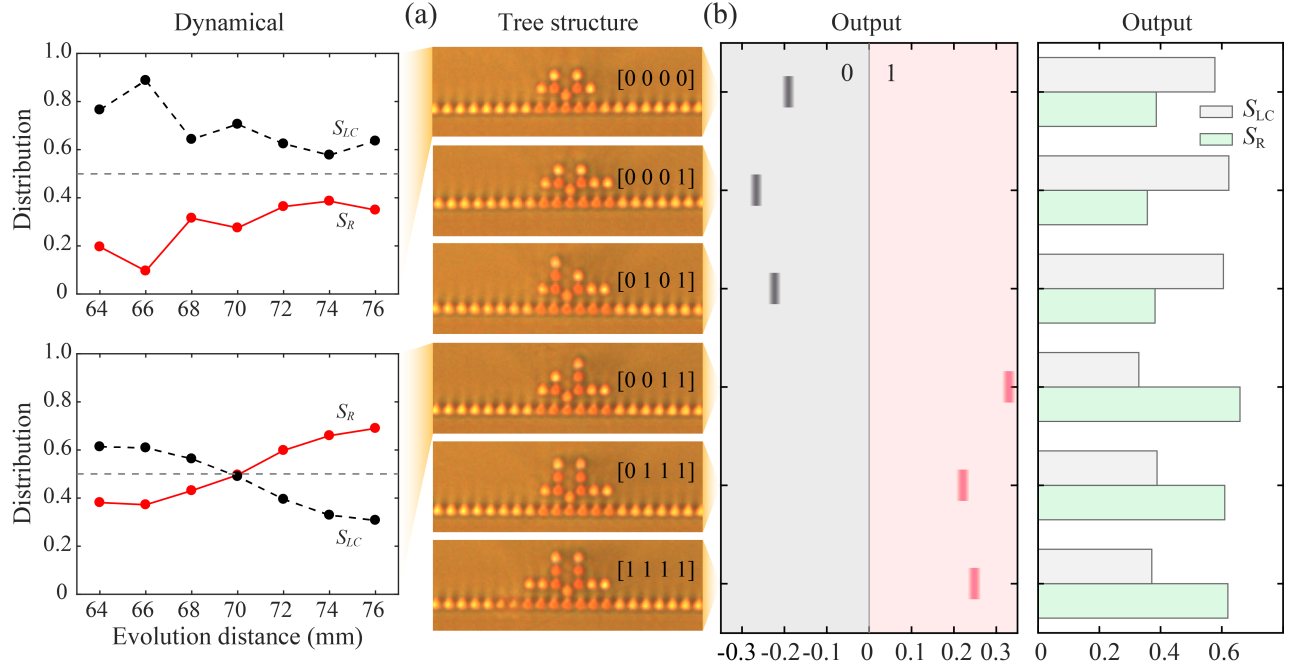 Dynamical
(a)
Tree structure
(b)
Output
Output
Distribution
1.0
0.8
0.6
0.4
0.2
0
S_LC
S_R
64 66 68 70 72 74 76
Distribution
1.0
0.8
0.6
0.4
0.2
0
S_R
S_LC
64 66 68 70 72 74 76
Evolution distance (mm)
[0 0 0 0]
[0 0 0 1]
[0 1 0 1]
[0 0 1 1]
[0 1 1 1]
[1 1 1 1]
0 1
-0.3 -0.2 -0.1 0 0.1 0.2 0.3
S_LC
S_R
0 0.2 0.4 0.6